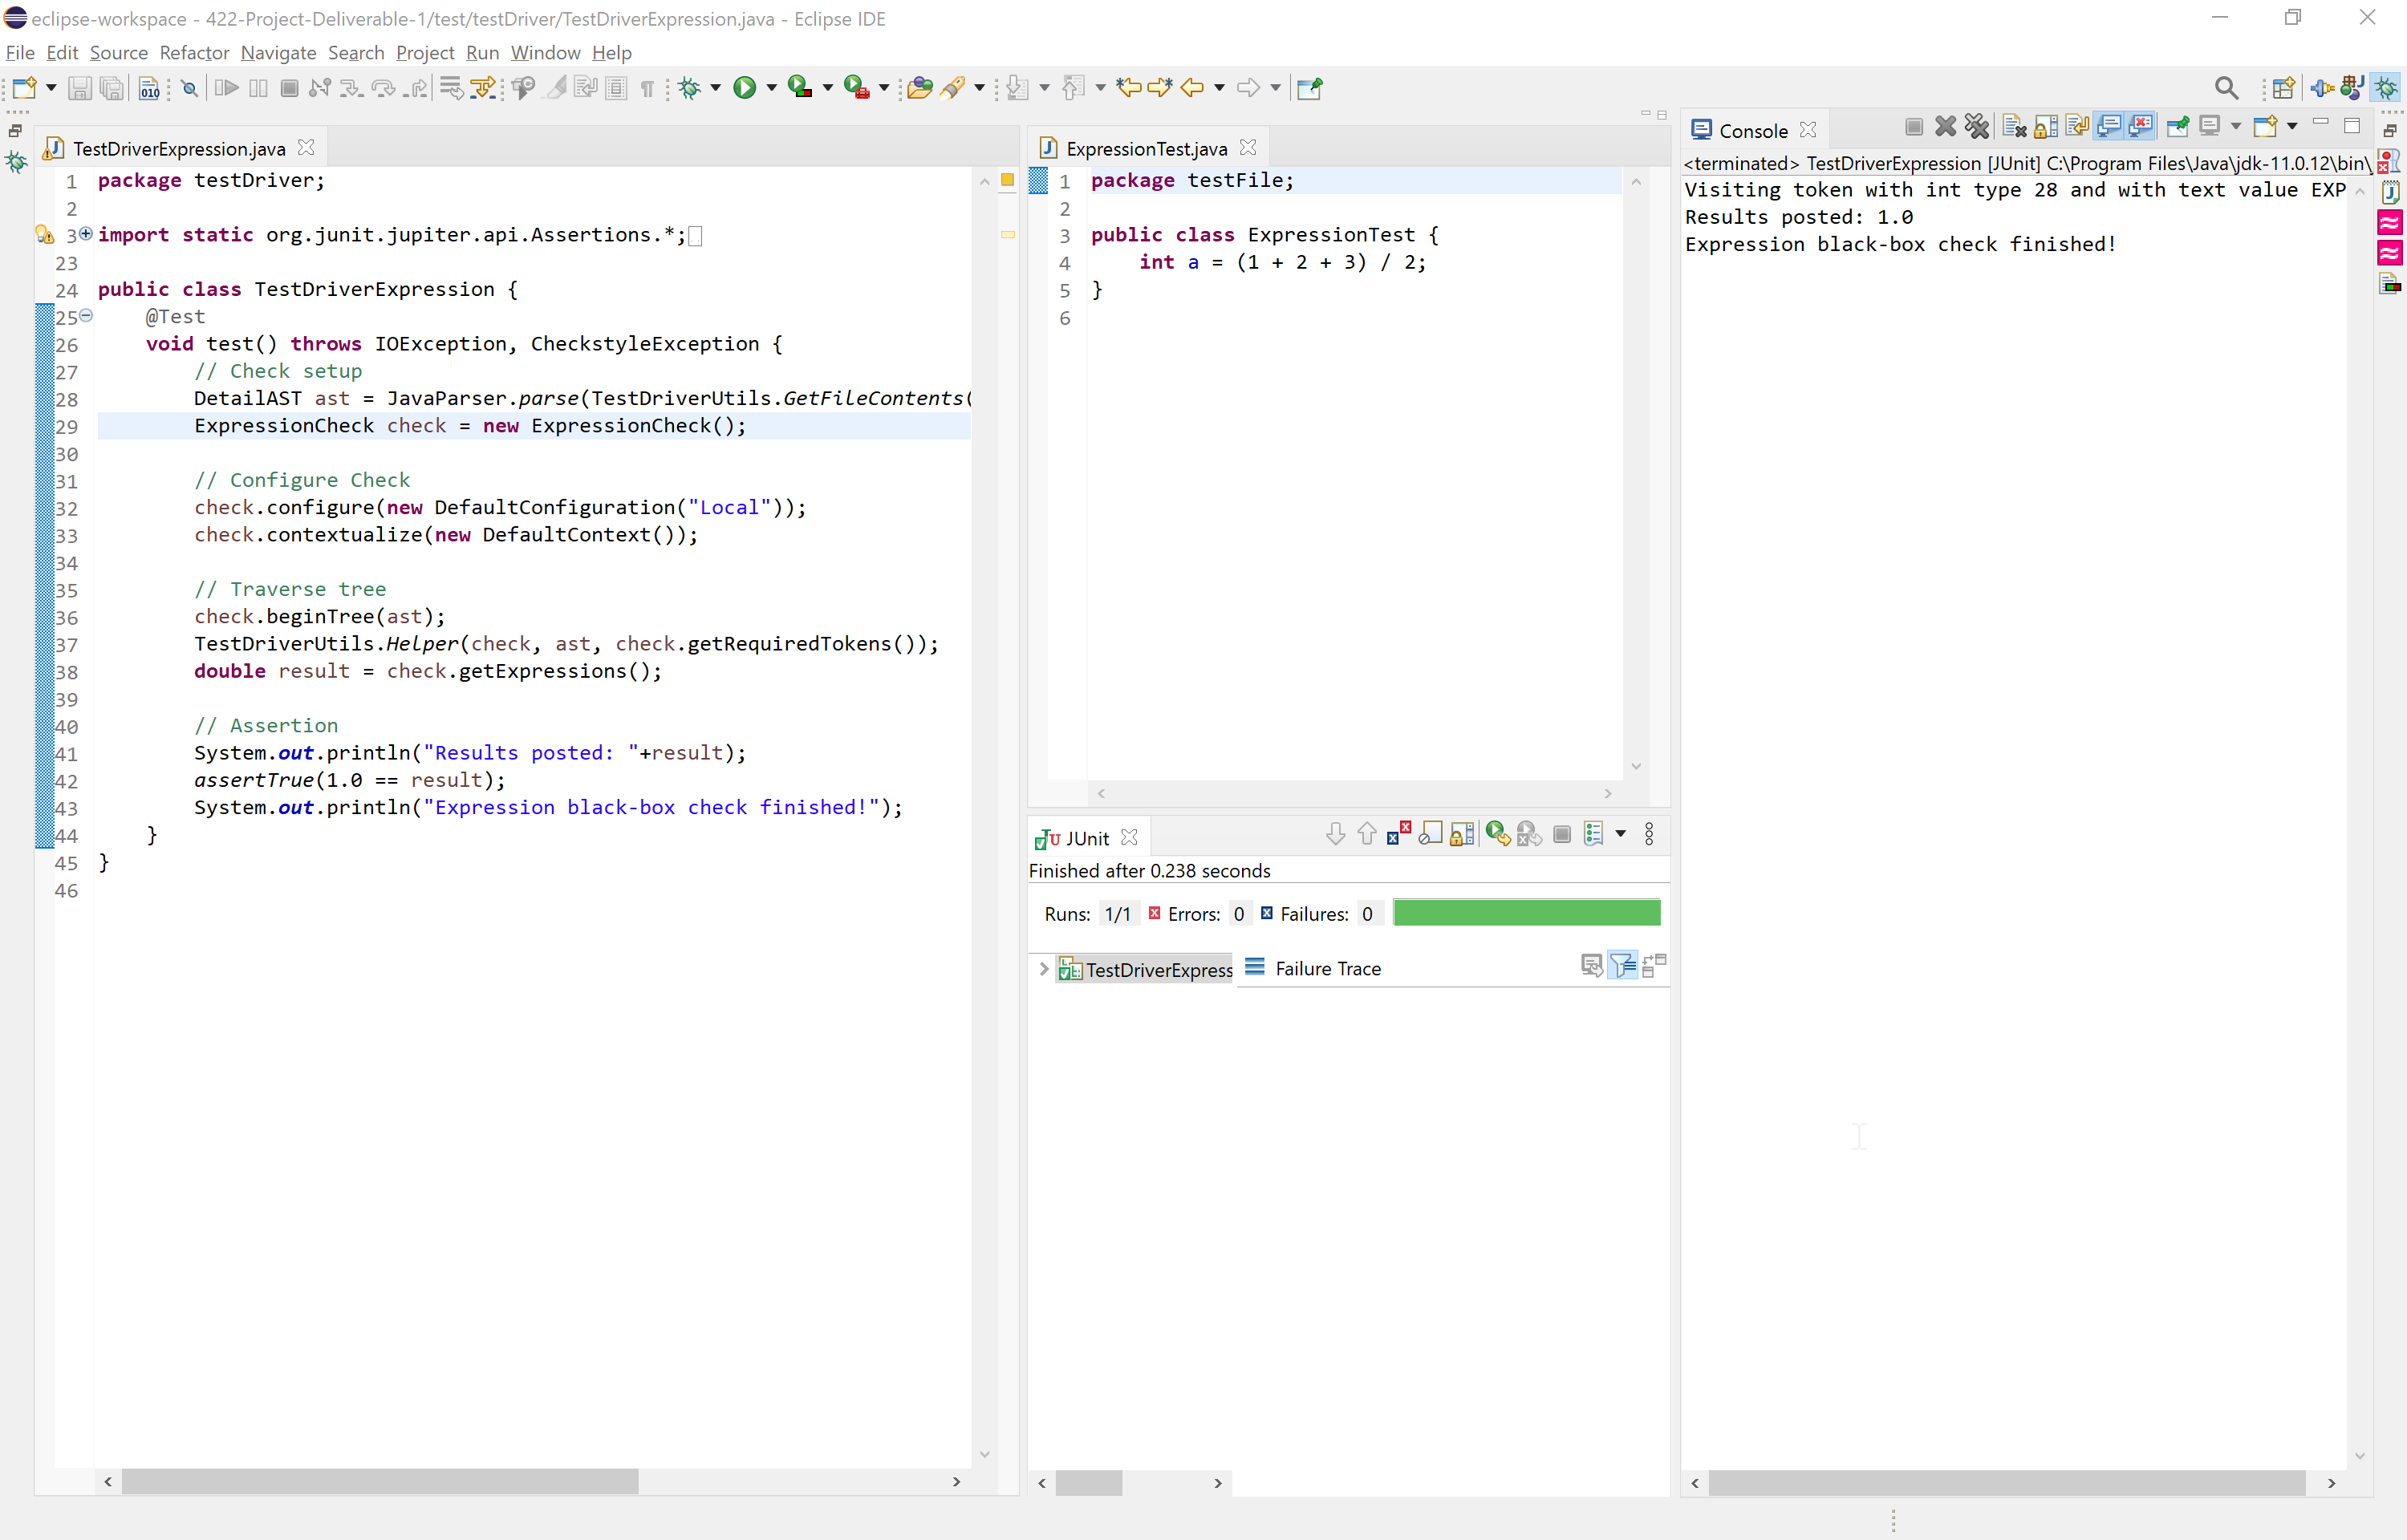 eclipse-workspace - 422-Project-Deliverable-1/test/testDriver/TestDriverExpression.java - Eclipse IDE
File Edit Source Refactor Navigate Search Project Run Window Help
TestDriverExpression.java
1 package testDriver;
2
3 import static org.junit.jupiter.api.Assertions.*;
23
24 public class TestDriverExpression {
25 @Test
26 void test() throws IOException, CheckstyleException {
27 // Check setup
28 DetailAST ast = JavaParser.parse(TestDriverUtils.GetFileContents(
29 ExpressionCheck check = new ExpressionCheck();
30
31 // Configure Check
32 check.configure(new DefaultConfiguration("Local"));
33 check.contextualize(new DefaultContext());
34
35 // Traverse tree
36 check.beginTree(ast);
37 TestDriverUtils.Helper(check, ast, check.getRequiredTokens());
38 double result = check.getExpressions();
39
40 // Assertion
41 System.out.println("Results posted: "+result);
42 assertTrue(1.0 == result);
43 System.out.println("Expression black-box check finished!");
44 }
45 }
46
ExpressionTest.java
1 package testFile;
2
3 public class ExpressionTest {
4 int a = (1 + 2 + 3) / 2;
5 }
6
JUnit
Finished after 0.238 seconds
Runs: 1/1 Errors: 0 Failures: 0
TestDriverExpress
Failure Trace
Console
<terminated> TestDriverExpression [JUnit] C:\Program Files\Java\jdk-11.0.12\bin\
Visiting token with int type 28 and with text value EXP
Results posted: 1.0
Expression black-box check finished!